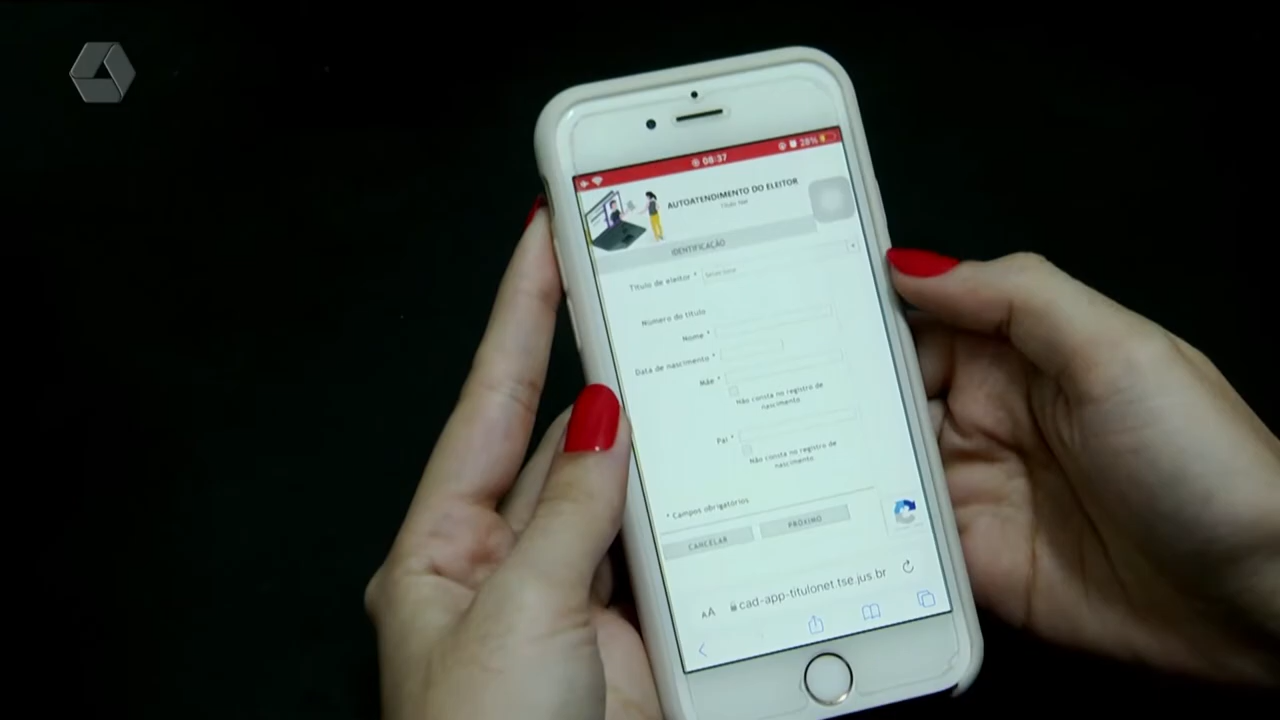 08:37
28%
AUTOATENDIMENTO DO ELEITOR
Título Net
IDENTIFICAÇÃO
Título de eleitor *
Número do título
Nome *
Data de nascimento *
Mãe *
Não consta no registro de
nascimento.
Pai *
Não consta no registro de
nascimento.
* Campos obrigatórios
CANCELAR
PRÓXIMO
AA
cad-app-titulonet.tse.jus.br